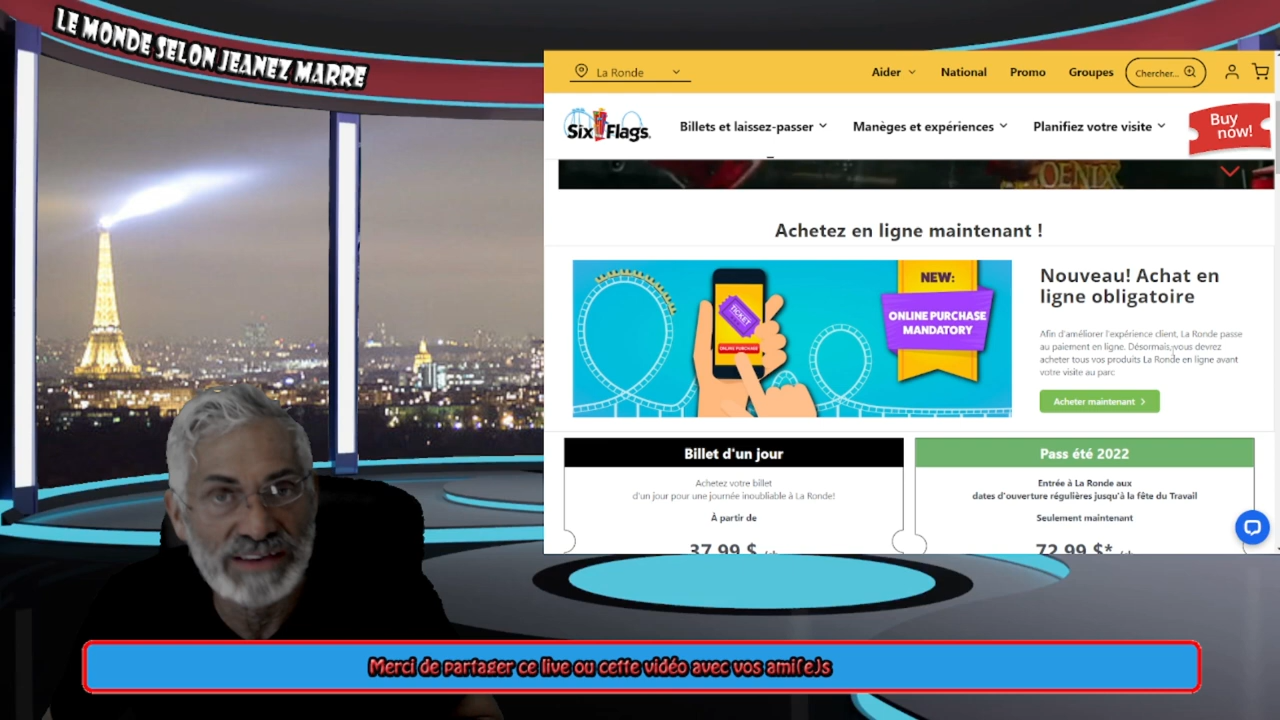 LE MONDE SELON JEANEZ MARRE
La Ronde
Aider
National
Promo
Groupes
Chercher...
Six Flags
Billets et laissez-passer
Manèges et expériences
Planifiez votre visite
Buy
now!
Achetez en ligne maintenant !
TICKET
ONLINE PURCHASE
NEW:
ONLINE PURCHASE
MANDATORY
Nouveau! Achat en
ligne obligatoire
Afin d'améliorer l'expérience client, La Ronde passe
au paiement en ligne. Désormais, vous devrez
acheter tous vos produits La Ronde en ligne avant
votre visite au parc
Acheter maintenant
Billet d'un jour
Achetez votre billet
d'un jour pour une journée inoubliable à La Ronde!
À partir de
37,99 $
Pass été 2022
Entrée à La Ronde aux
dates d'ouverture régulières jusqu'à la fête du Travail
Seulement maintenant
72,99 $*
Merci de partager ce live ou cette vidéo avec vos ami(e)s